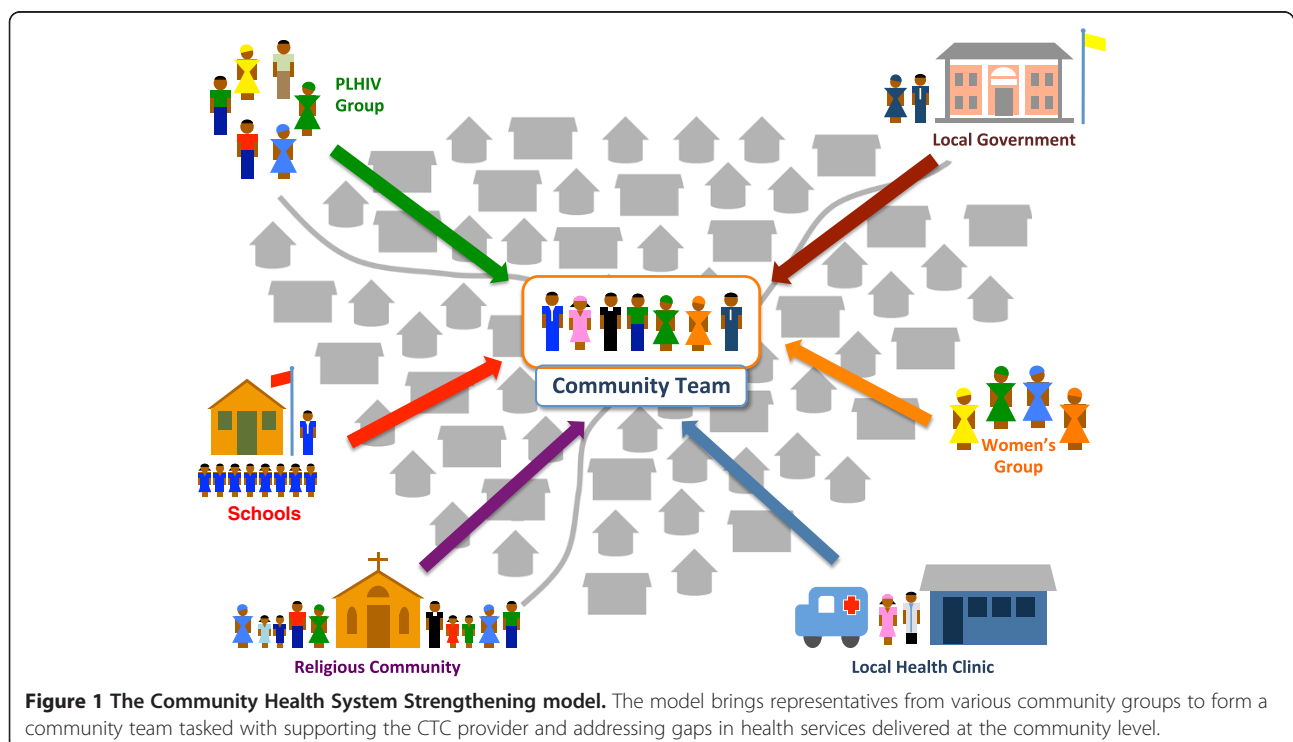 PLHIV
Group
Local Government
Community Team
Women's
Group
Schools
Religious Community
Local Health Clinic
Figure 1 The Community Health System Strengthening model. The model brings representatives from various community groups to form a
community team tasked with supporting the CTC provider and addressing gaps in health services delivered at the community level.